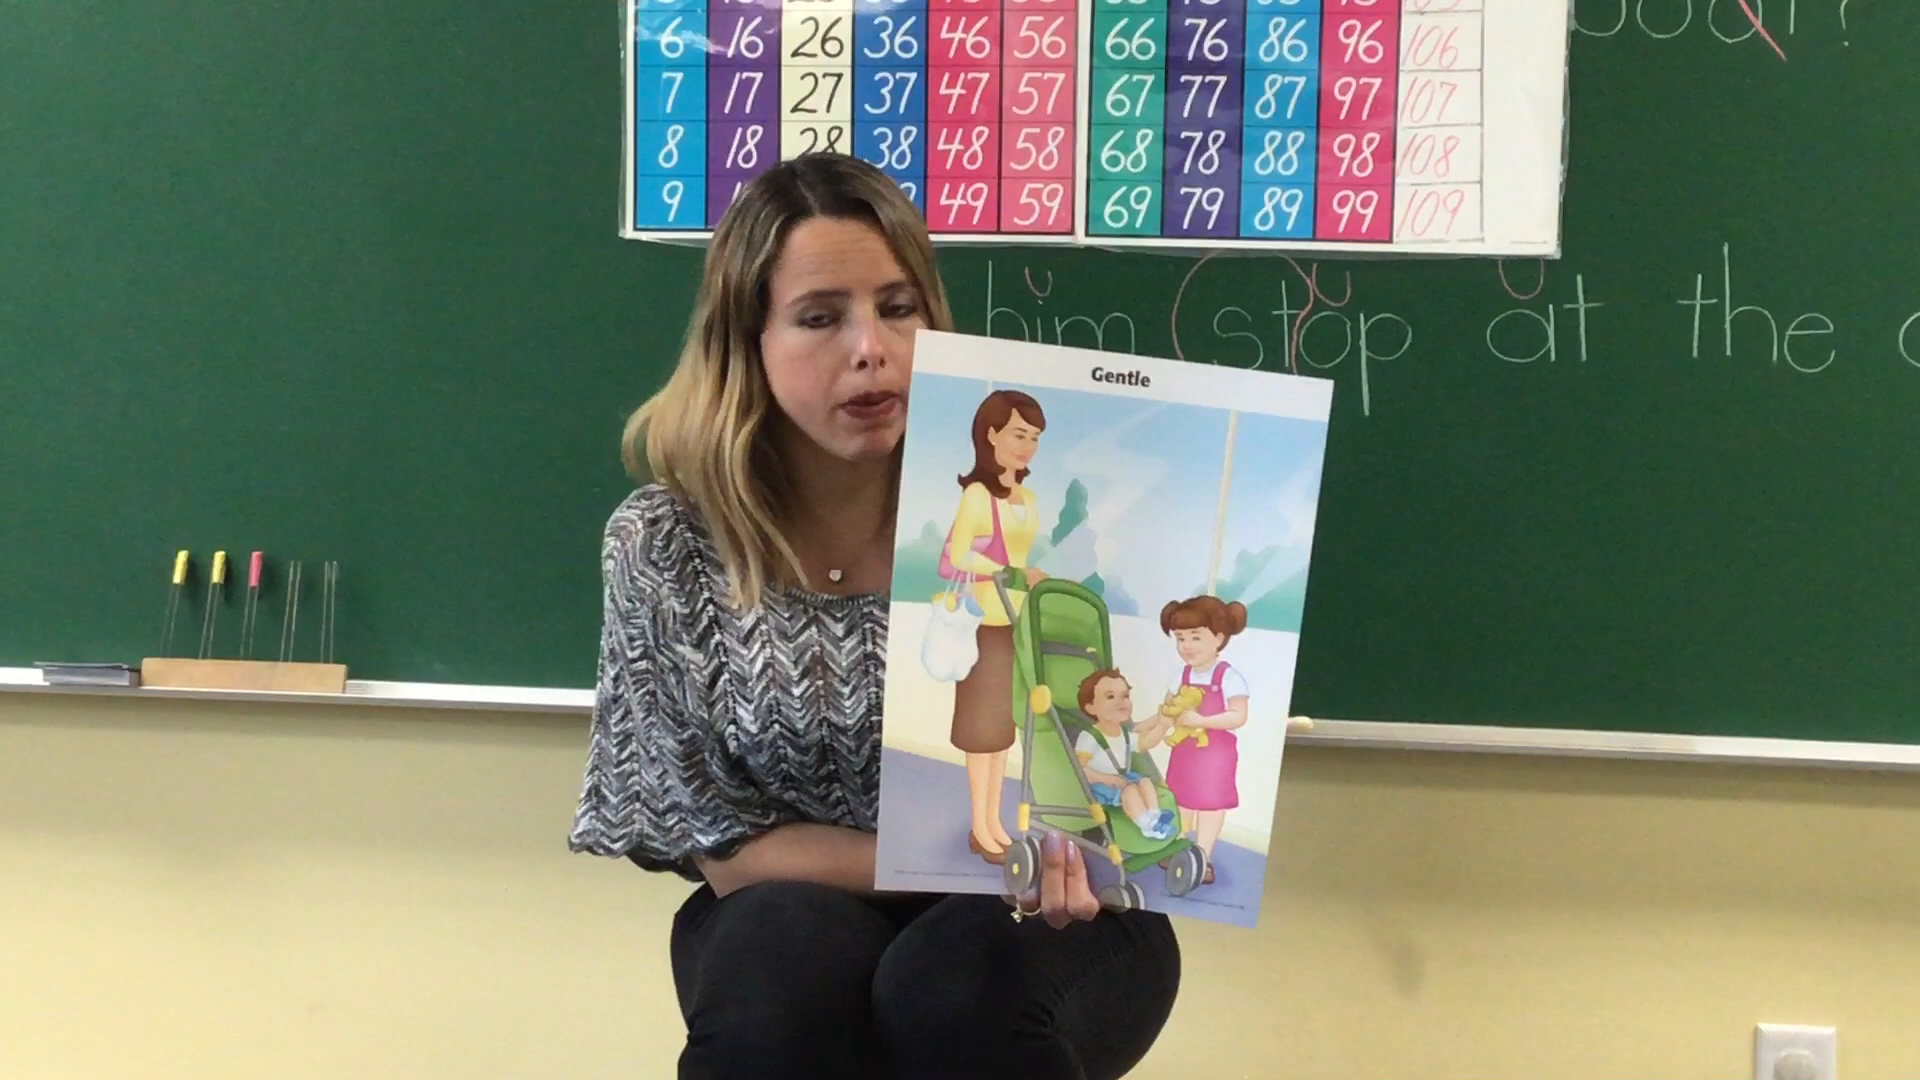 6 16 26 36 46 56 66 76 86 96 106
7 17 27 37 47 57 67 77 87 97 107
8 18 28 38 48 58 68 78 88 98 108
9 49 59 69 79 89 99 109
him stop at the
Gentle